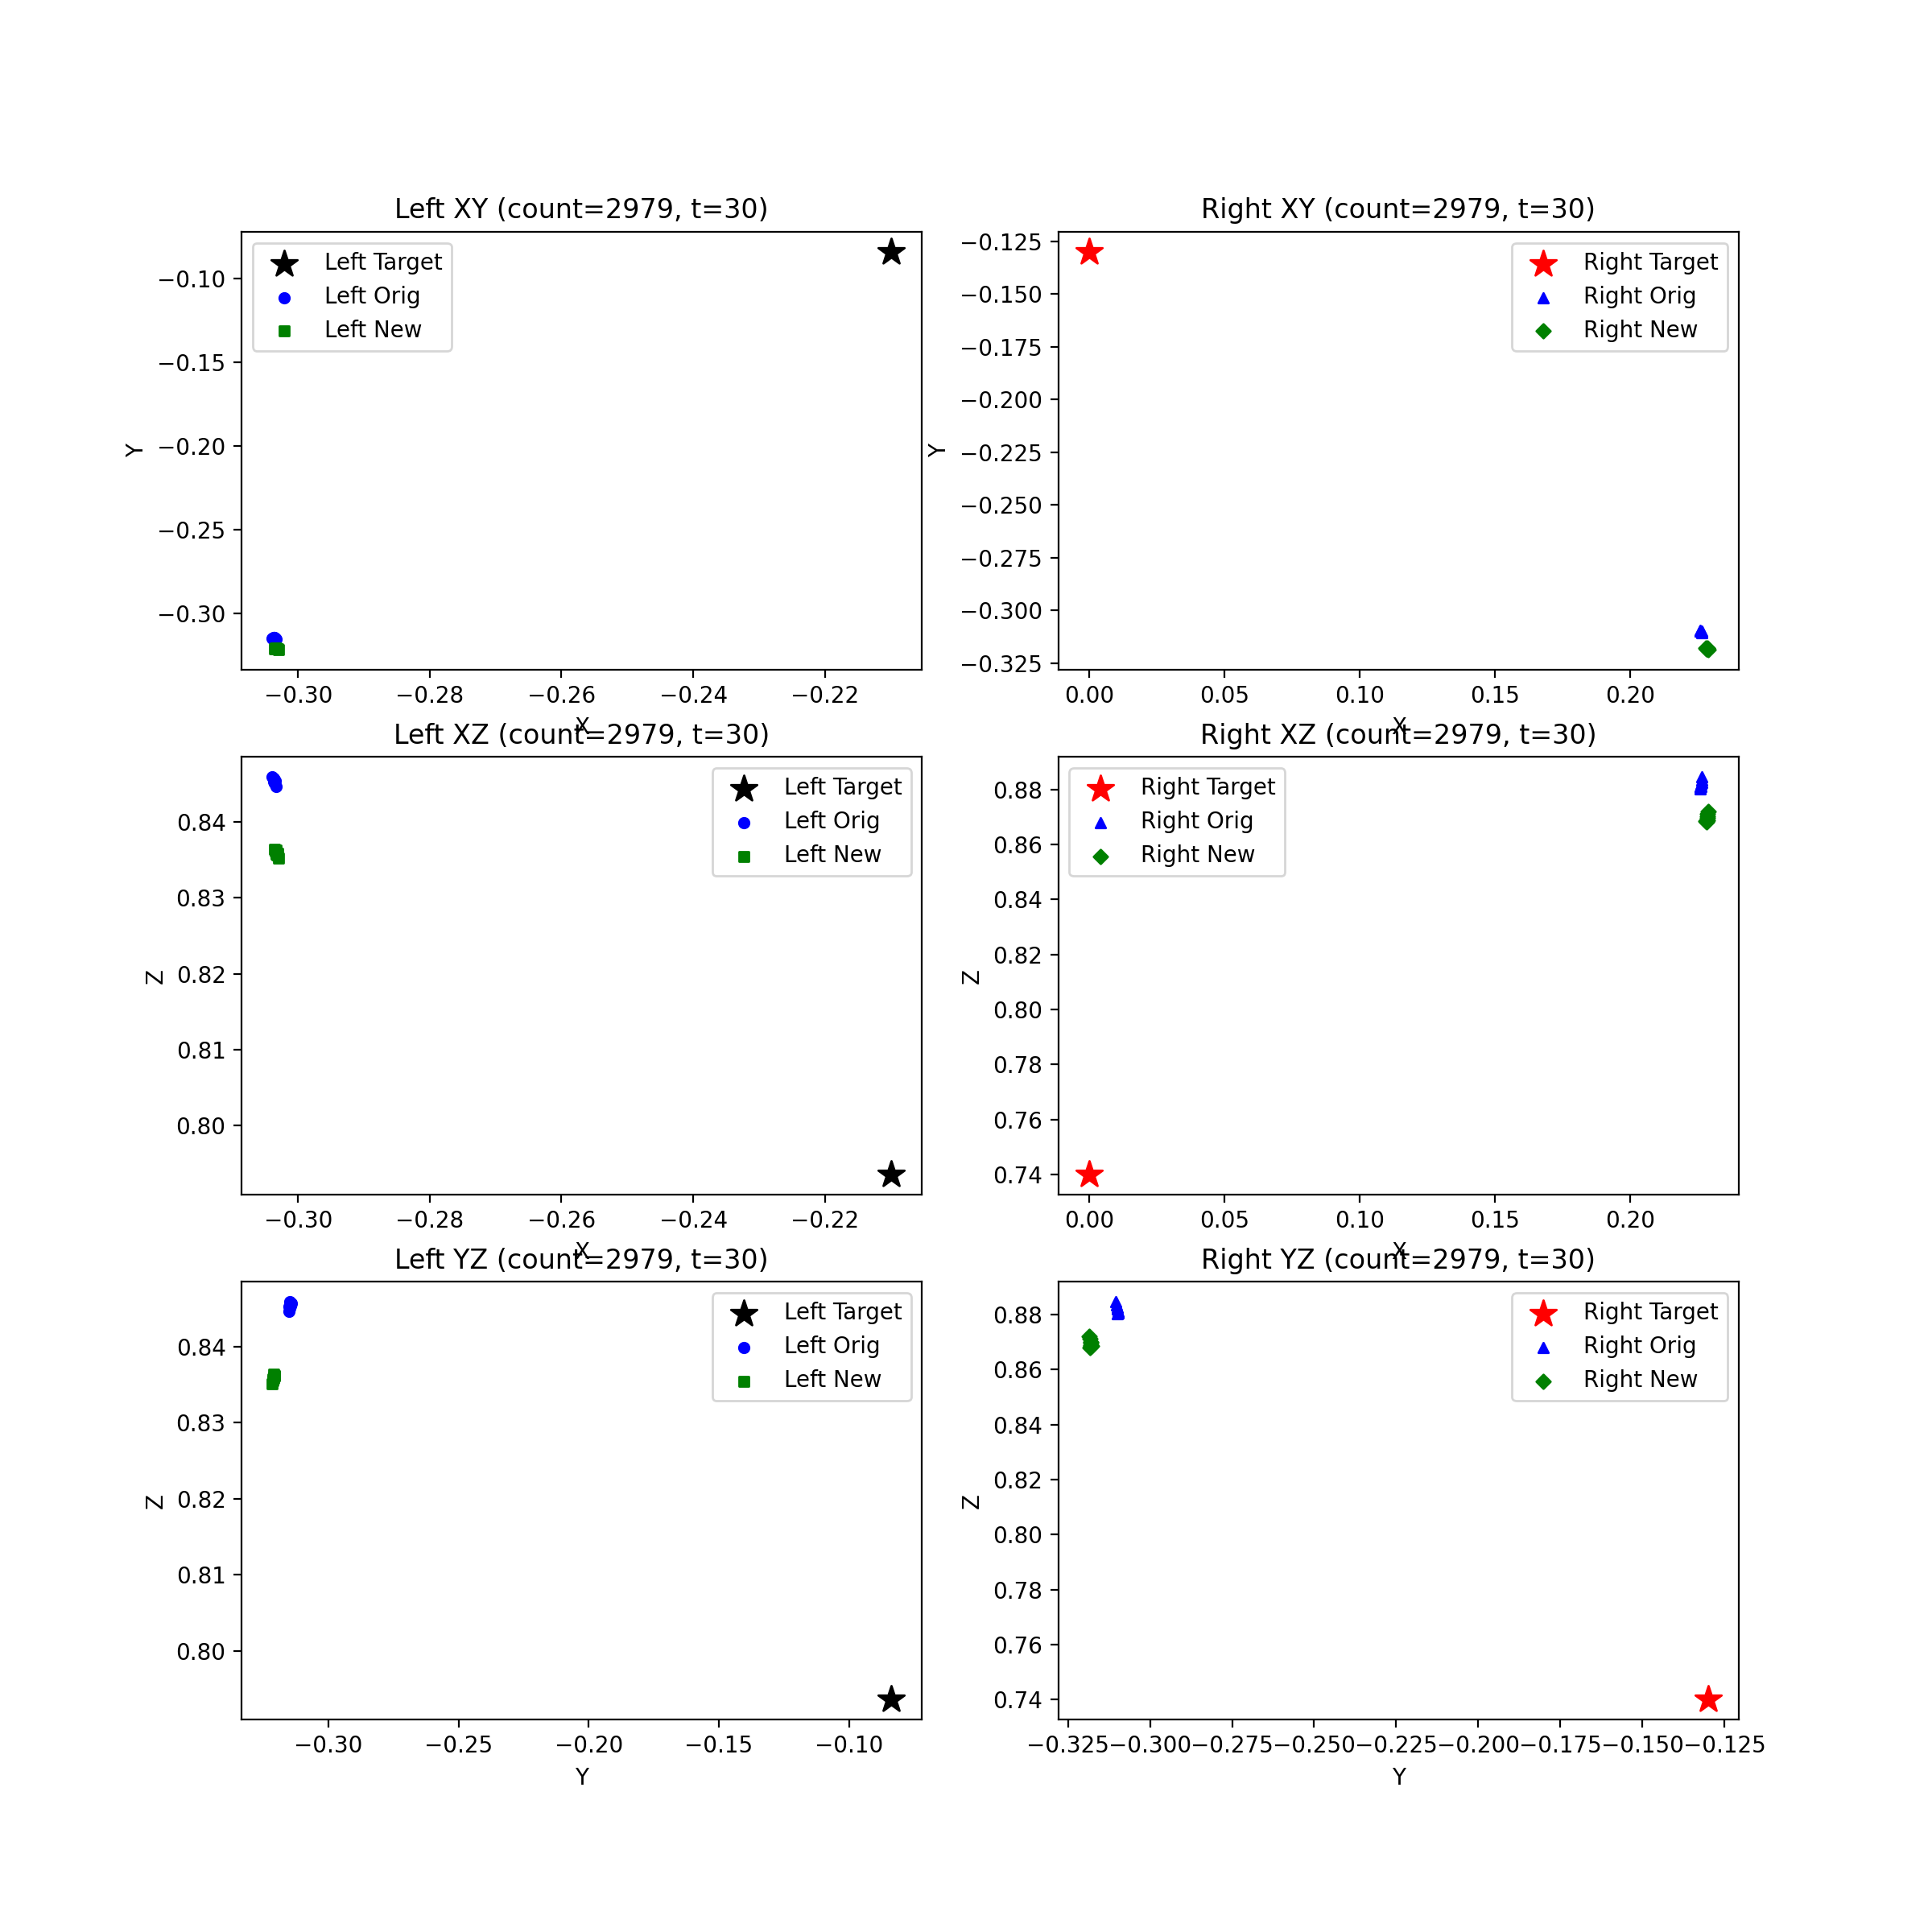 Left XY (count=2979, t=30)
Left Target
Left Orig
Left New
−0.10
−0.15
−0.20
−0.25
−0.30
Y
−0.30 −0.28 −0.26 −0.24 −0.22
X
Right XY (count=2979, t=30)
Right Target
Right Orig
Right New
−0.125
−0.150
−0.175
−0.200
−0.225
−0.250
−0.275
−0.300
−0.325
Y
0.00 0.05 0.10 0.15 0.20
X
Left XZ (count=2979, t=30)
Left Target
Left Orig
Left New
0.84
0.83
0.82
0.81
0.80
Z
−0.30 −0.28 −0.26 −0.24 −0.22
X
Right XZ (count=2979, t=30)
Right Target
Right Orig
Right New
0.88
0.86
0.84
0.82
0.80
0.78
0.76
0.74
Z
0.00 0.05 0.10 0.15 0.20
X
Left YZ (count=2979, t=30)
Left Target
Left Orig
Left New
0.84
0.83
0.82
0.81
0.80
Z
−0.30 −0.25 −0.20 −0.15 −0.10
Y
Right YZ (count=2979, t=30)
Right Target
Right Orig
Right New
0.88
0.86
0.84
0.82
0.80
0.78
0.76
0.74
Z
−0.325 −0.300 −0.275 −0.250 −0.225 −0.200 −0.175 −0.150 −0.125
Y